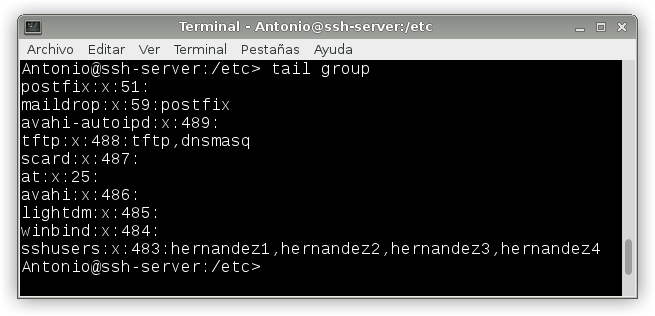 Terminal - Antonio@ssh-server:/etc
Archivo Editar Ver Terminal Pestañas Ayuda
Antonio@ssh-server:/etc> tail group
postfix:x:51:
maildrop:x:59:postfix
avahi-autoipd:x:489:
tftp:x:488:tftp,dnsmasq
scard:x:487:
at:x:25:
avahi:x:486:
lightdm:x:485:
winbind:x:484:
sshusers:x:483:hernandez1,hernandez2,hernandez3,hernandez4
Antonio@ssh-server:/etc>